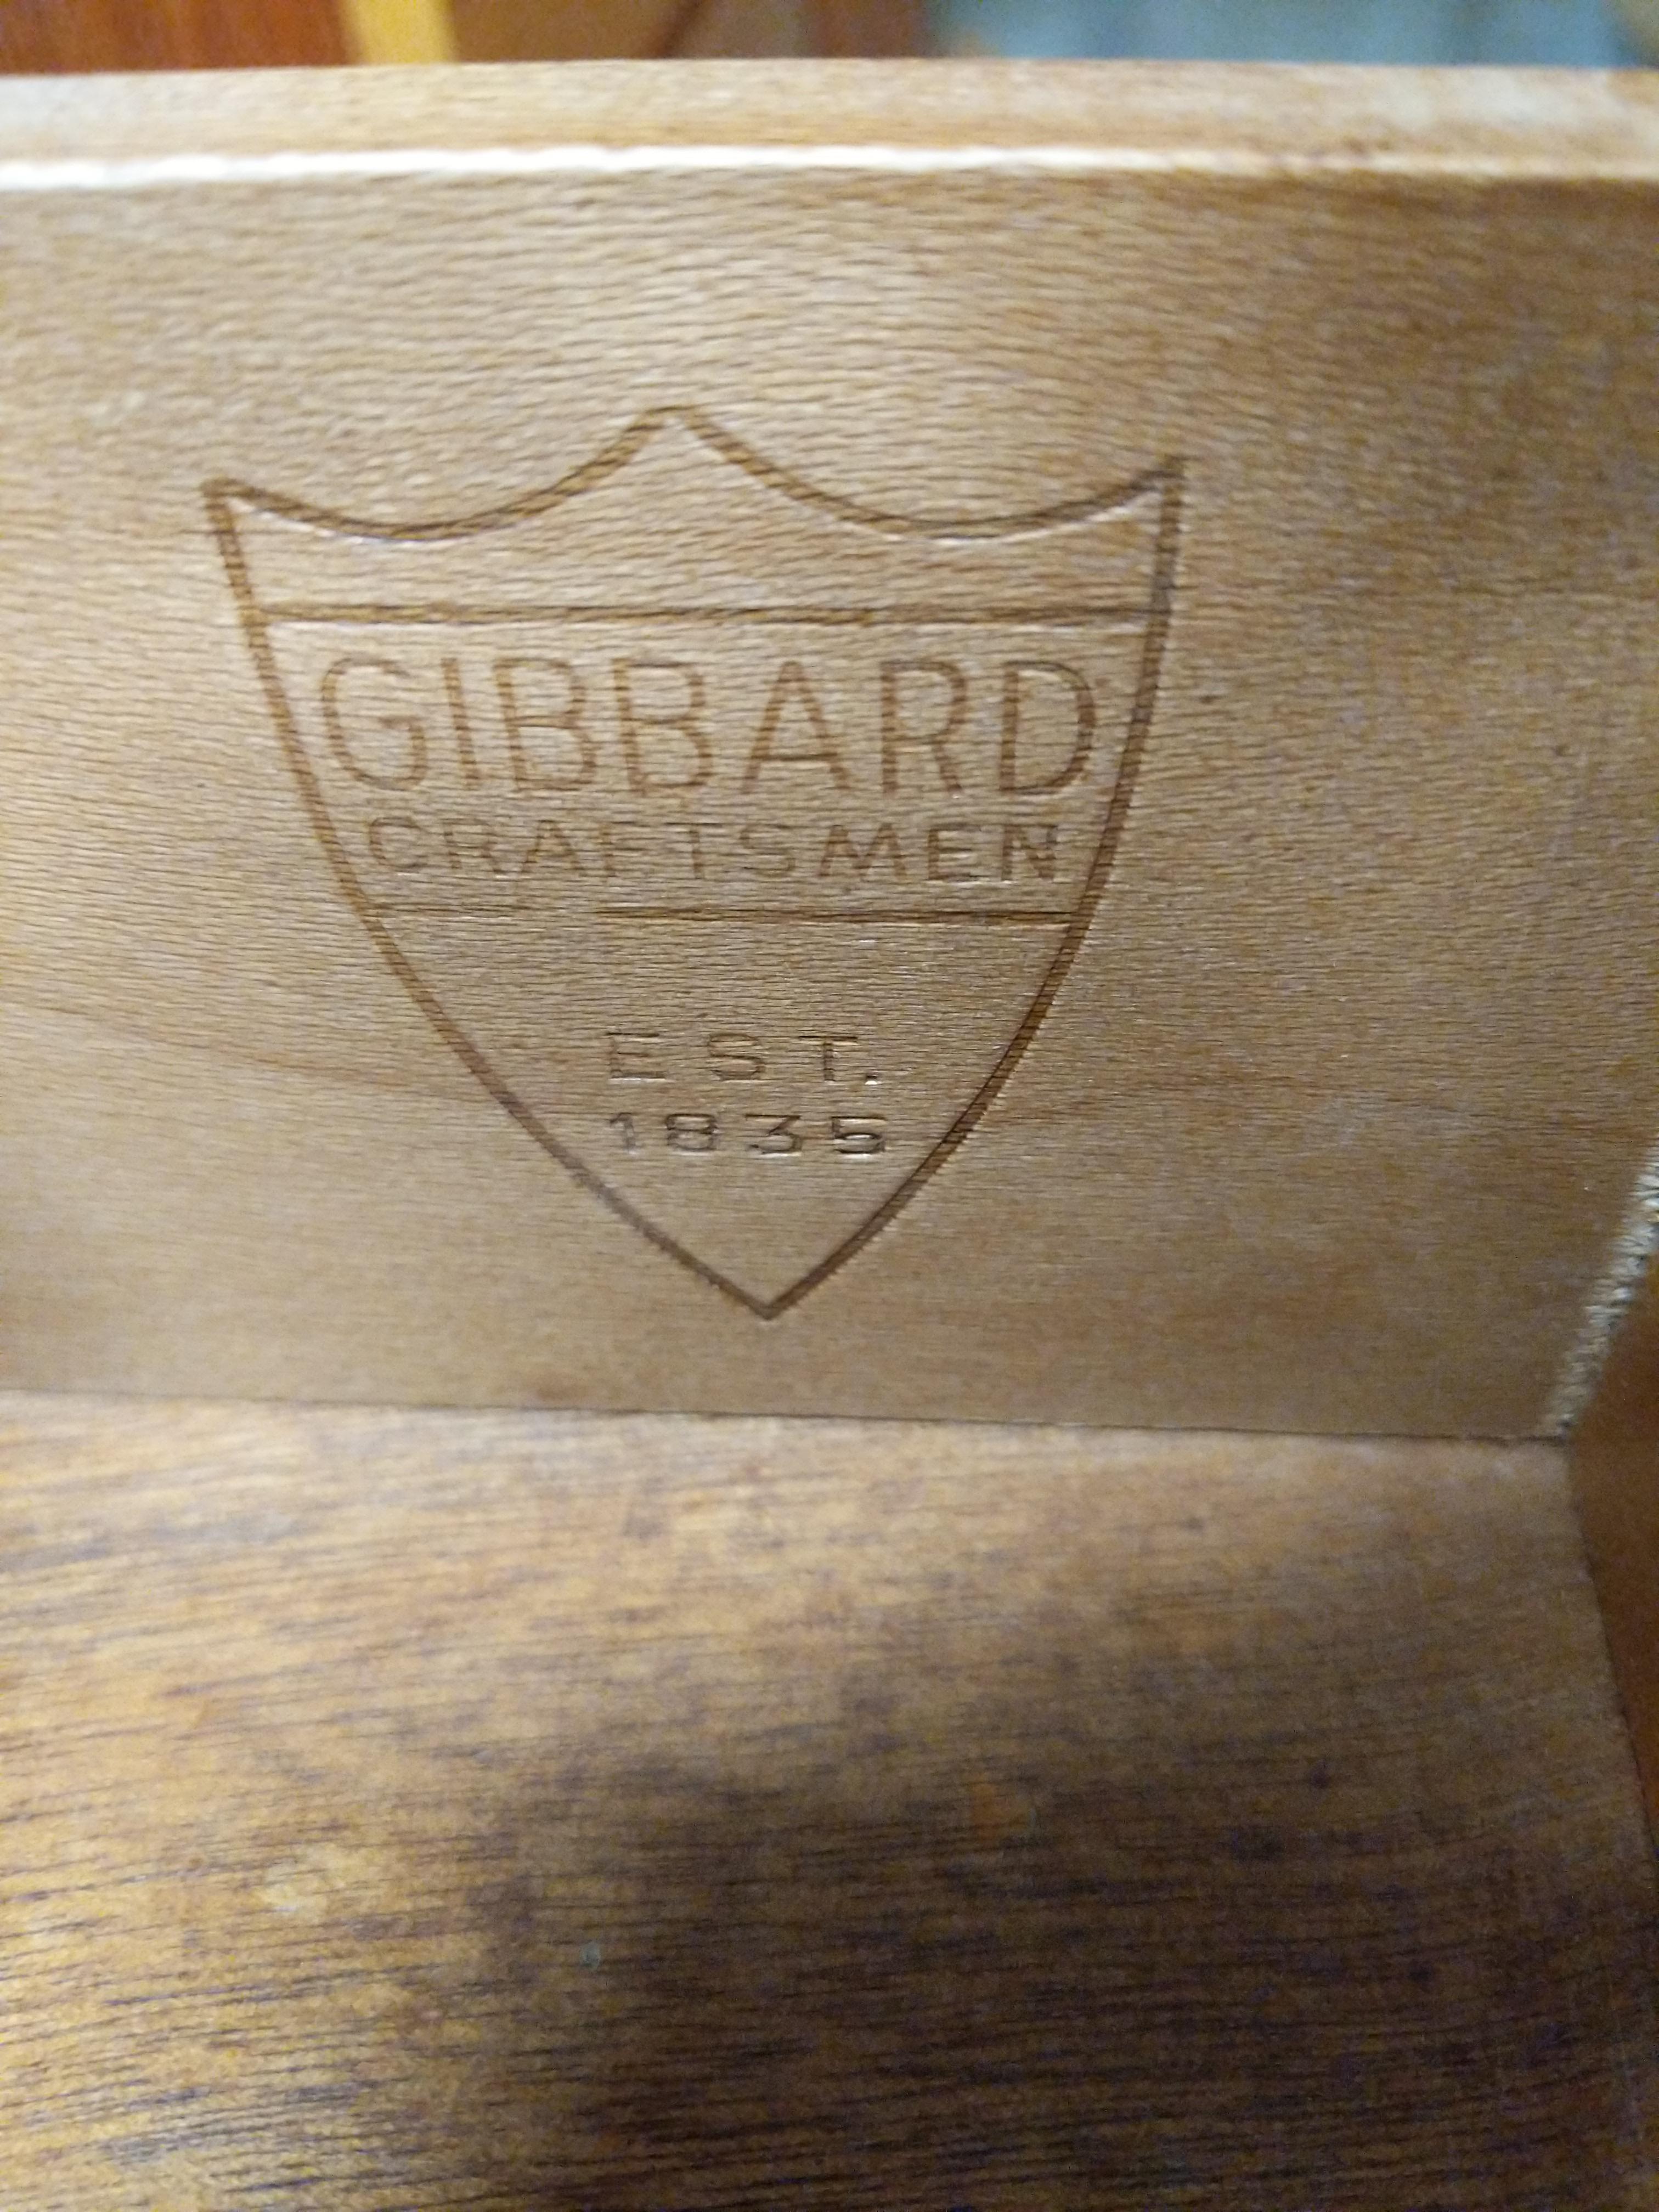 GIBBARD
CRAFTSMEN
EST.
1835